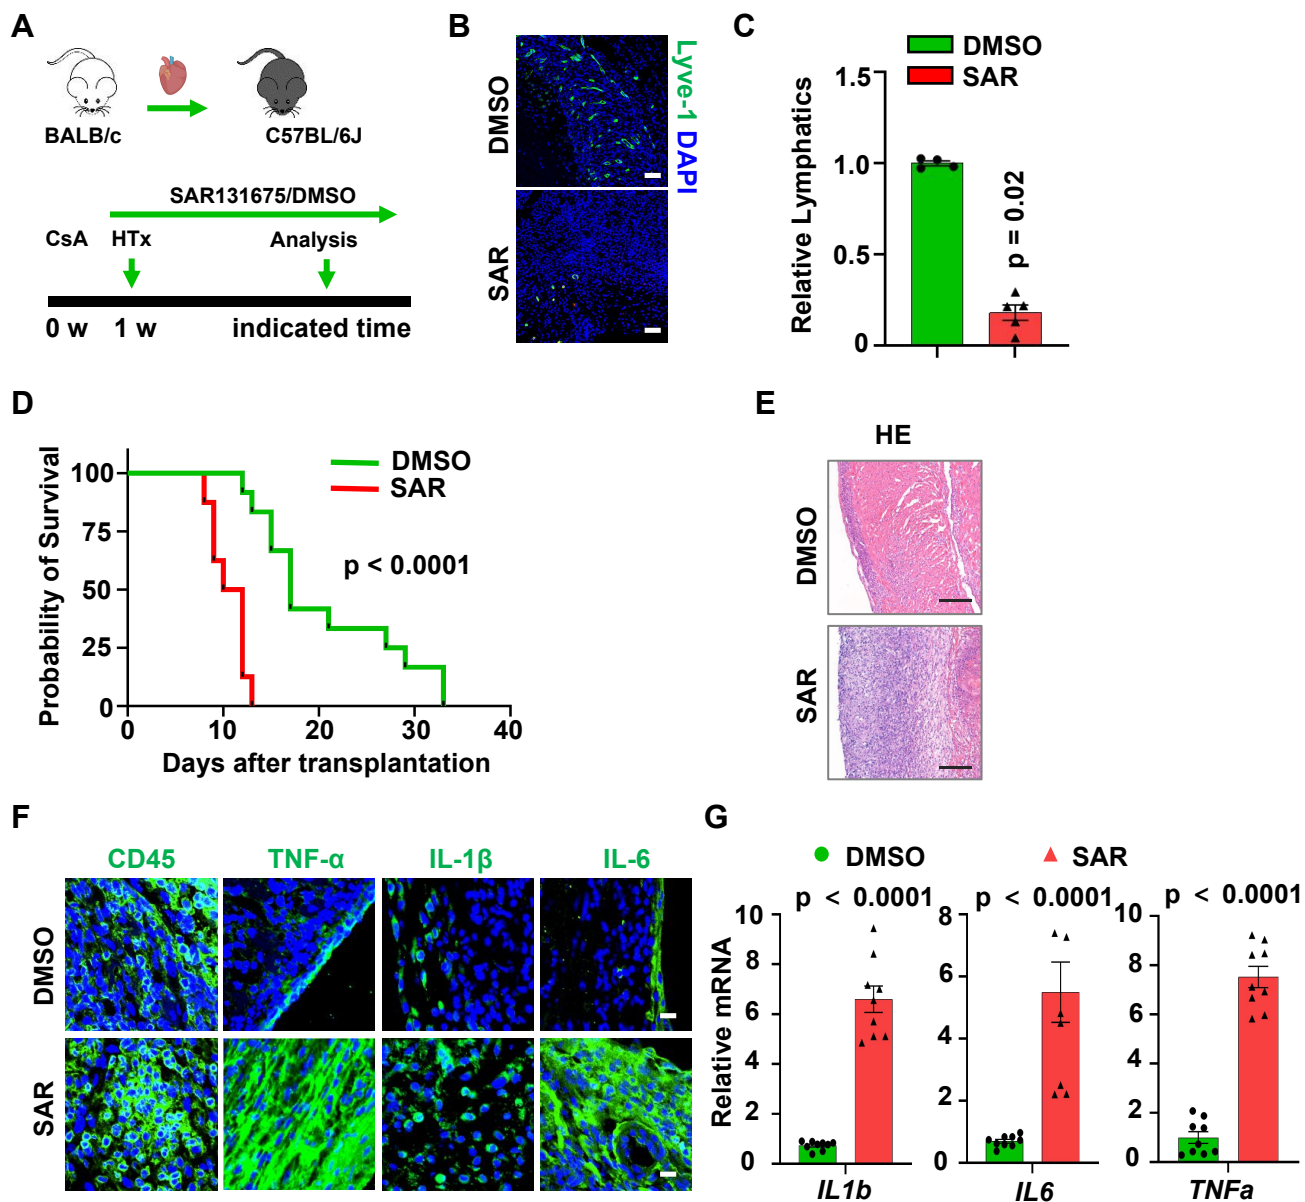 A
BALB/c
C57BL/6J
SAR131675/DMSO
CsA
HTx
Analysis
0 w
1 w
indicated time
B
DMSO
SAR
Lyve-1 DAPI
C
DMSO
SAR
Relative Lymphatics
1.5
1.0
0.5
0
p = 0.02
D
Probability of Survival
100
75
50
25
0
DMSO
SAR
p < 0.0001
0
10
20
30
40
Days after transplantation
E
HE
DMSO
SAR
F
CD45
TNF-α
IL-1β
IL-6
DMSO
SAR
G
DMSO
SAR
Relative mRNA
p < 0.0001
10
8
6
4
2
0
IL1b
p < 0.0001
8
6
4
2
0
IL6
p < 0.0001
10
8
6
4
2
0
TNFa